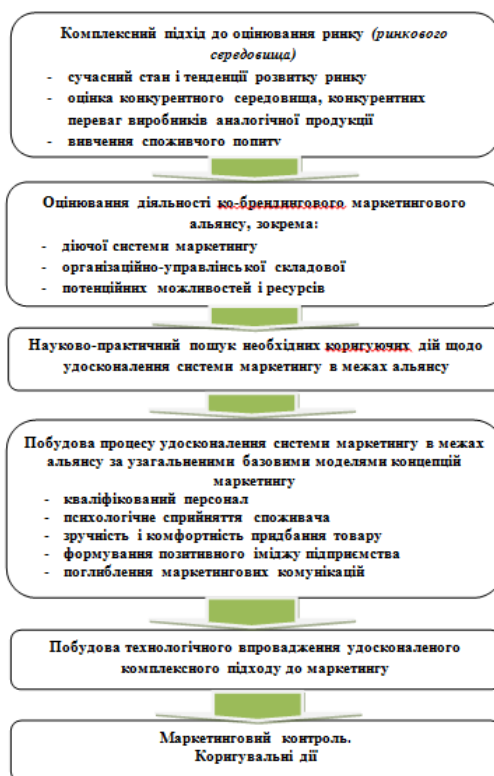 Комплексний підхід до оцінювання ринку (ринкового
середовища)
- сучасний стан і тенденції розвитку ринку
- оцінка конкурентного середовища, конкурентних
переваг виробників аналогічної продукції
- вивчення споживчого попиту
Оцінювання діяльності ко-брендингового маркетингового
альянсу, зокрема:
- діючої системи маркетингу
- організаційно-управлінської складової
- потенційних можливостей і ресурсів
Науково-практичний пошук необхідних коригуючих дій щодо
удосконалення системи маркетингу в межах альянсу
Побудова процесу удосконалення системи маркетингу в межах
альянсу за узагальненими базовими моделями концепцій
маркетингу
- кваліфікований персонал
- психологічне сприйняття споживача
- зручність і комфортність придбання товару
- формування позитивного іміджу підприємства
- поглиблення маркетингових комунікацій
Побудова технологічного впровадження удосконаленого
комплексного підходу до маркетингу
Маркетинговий контроль.
Коригувальні дії